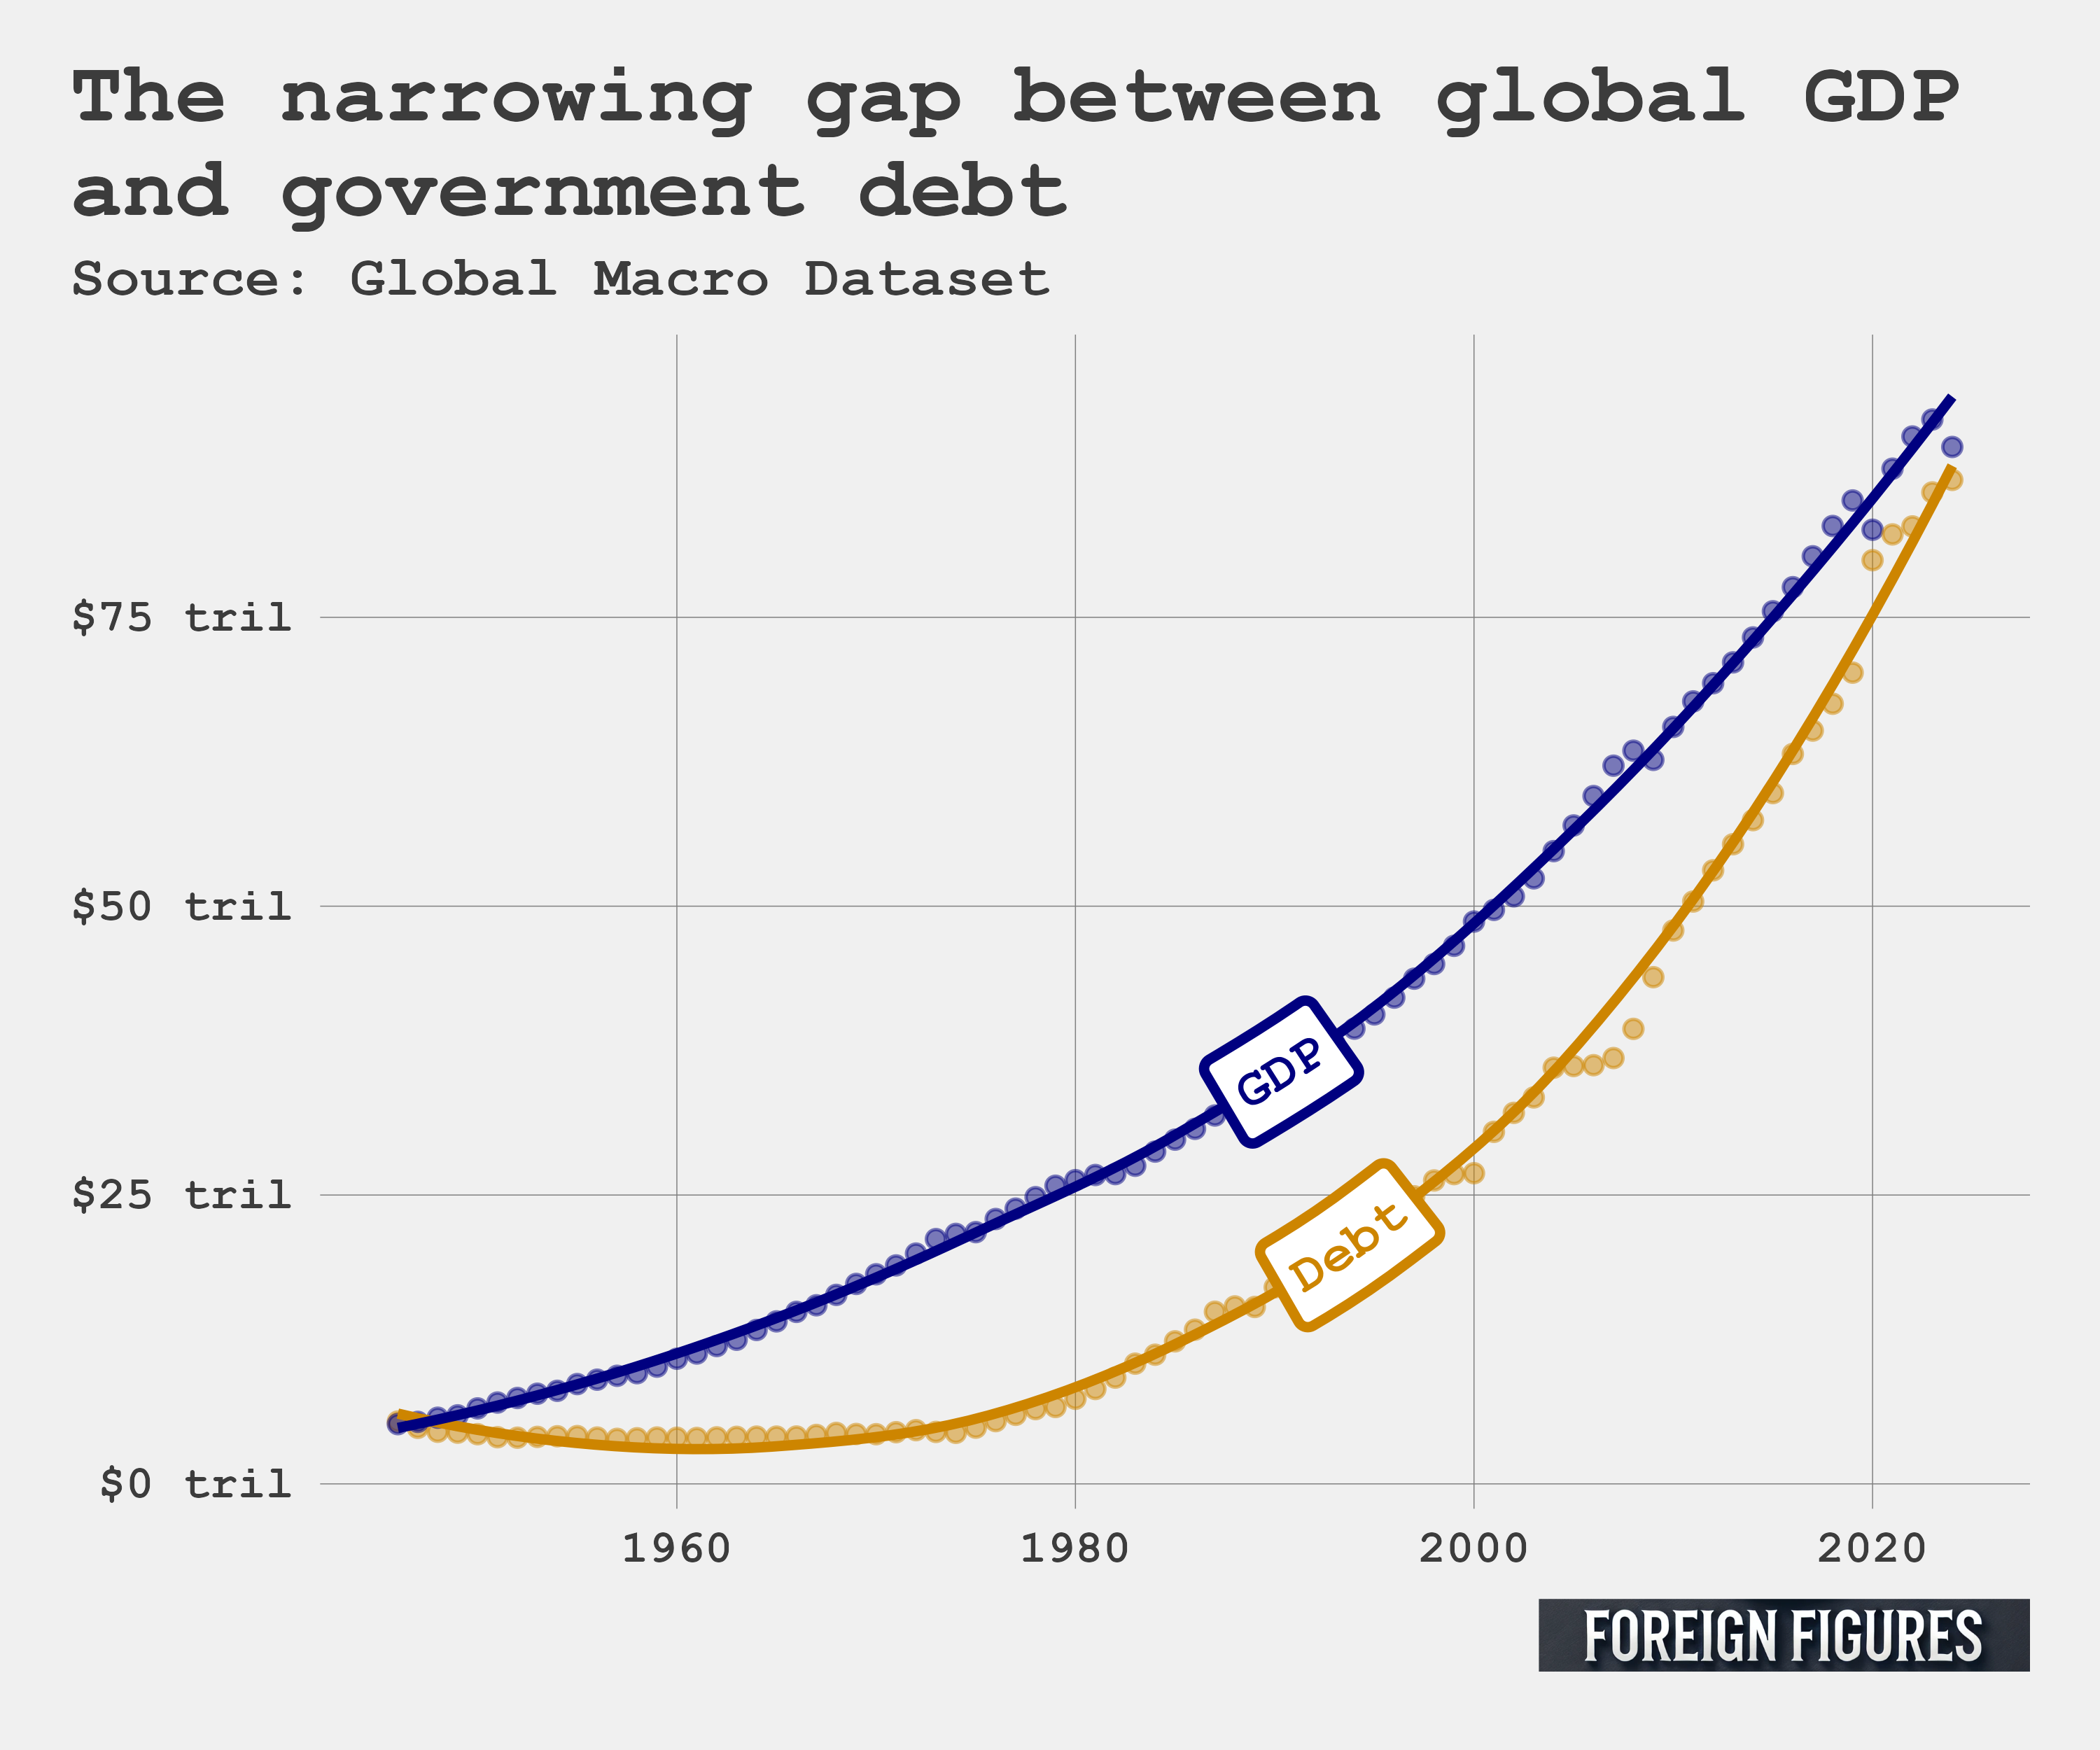 The narrowing gap between global GDP
and government debt
Source: Global Macro Dataset
$75 tril
$50 tril
$25 tril
$0 tril
GDP
Debt
1960
1980
2000
2020
FOREIGN FIGURES